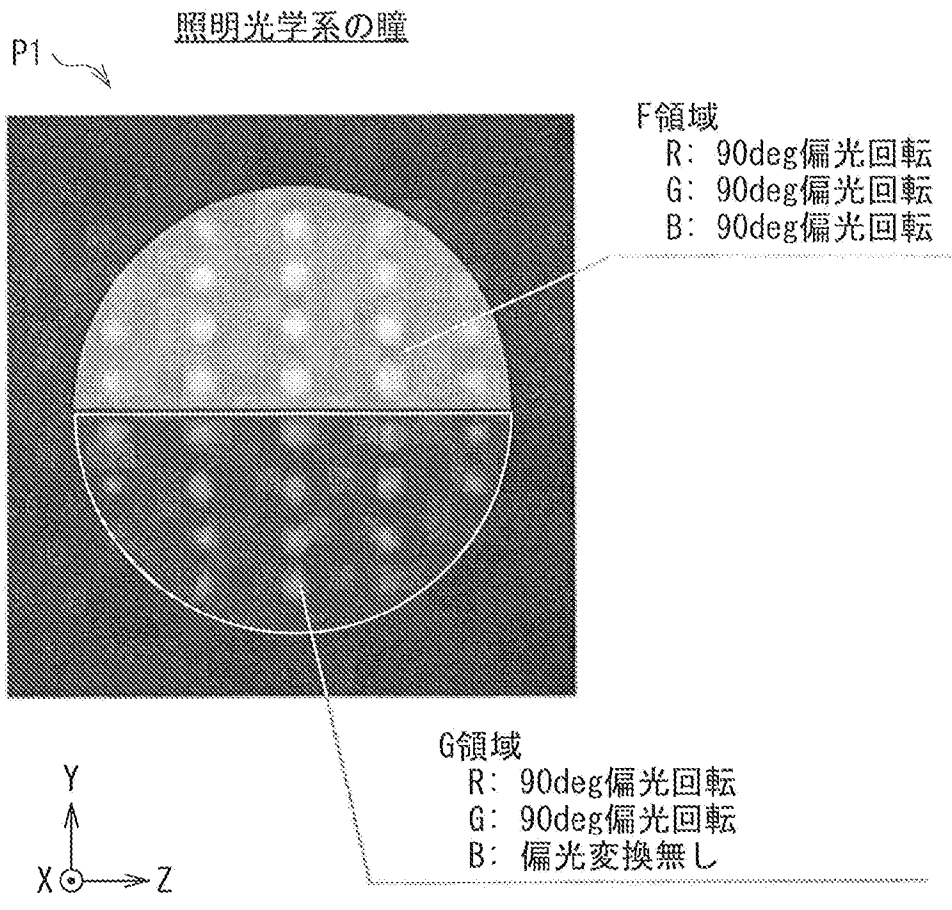 照明光学系の瞳
P1
F領域
R: 90deg偏光回転
G: 90deg偏光回転
B: 90deg偏光回転
G領域
R: 90deg偏光回転
G: 90deg偏光回転
B: 偏光変換無し
Y
X
Z